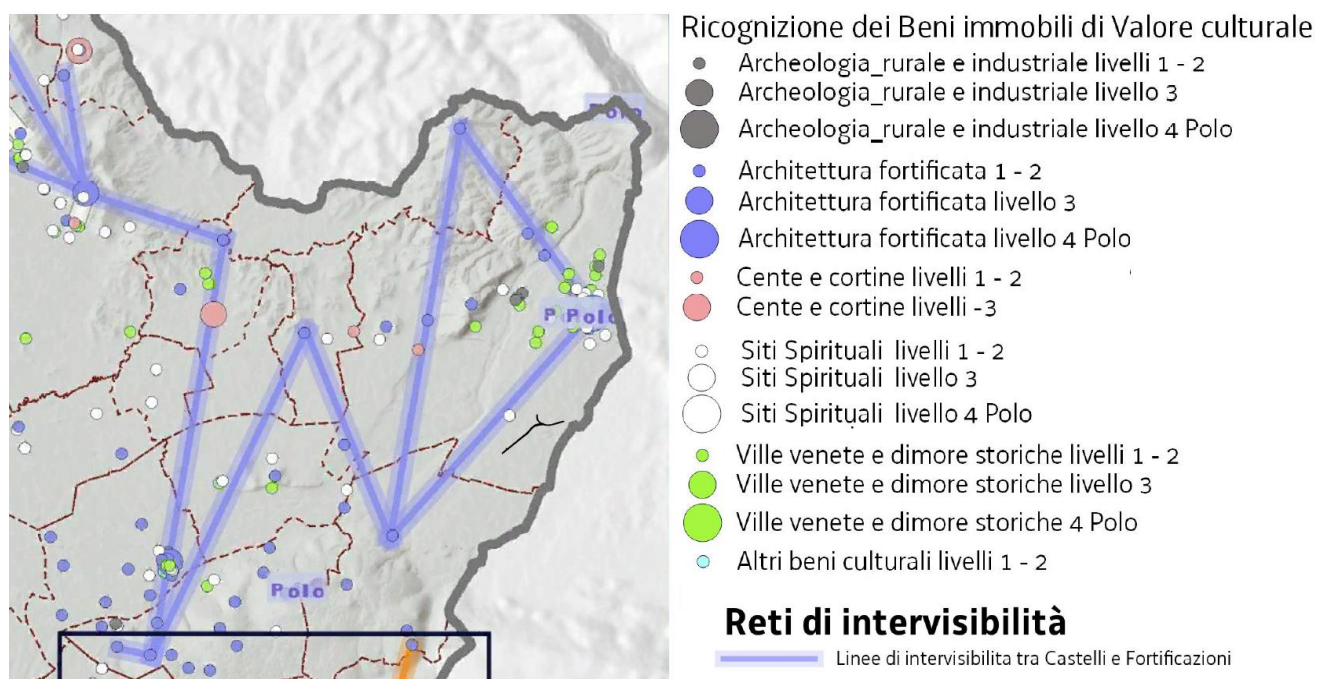 Polo
P Polo
Polo
Ricognizione dei Beni immobili di Valore culturale
Archeologia_rurale e industriale livelli 1 - 2
Archeologia_rurale e industriale livello 3
Archeologia_rurale e industriale livello 4 Polo
Architettura fortificata 1 - 2
Architettura fortificata livello 3
Architettura fortificata livello 4 Polo
Cente e cortine livelli 1 - 2
Cente e cortine livelli -3
Siti Spirituali livelli 1 - 2
Siti Spirituali livello 3
Siti Spirituali livello 4 Polo
Ville venete e dimore storiche livelli 1 - 2
Ville venete e dimore storiche livello 3
Ville venete e dimore storiche 4 Polo
Altri beni culturali livelli 1 - 2
Reti di intervisibilità
Linee di intervisibilita tra Castelli e Fortificazioni